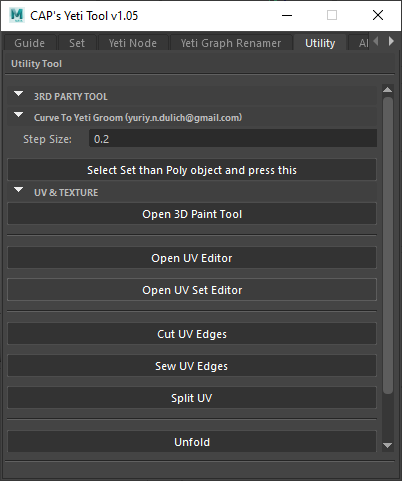 CAP's Yeti Tool v1.05
Guide Set Yeti Node Yeti Graph Renamer Utility
Utility Tool
3RD PARTY TOOL
Curve To Yeti Groom (yuriy.n.dulich@gmail.com)
Step Size: 0.2
Select Set than Poly object and press this
UV & TEXTURE
Open 3D Paint Tool
Open UV Editor
Open UV Set Editor
Cut UV Edges
Sew UV Edges
Split UV
Unfold